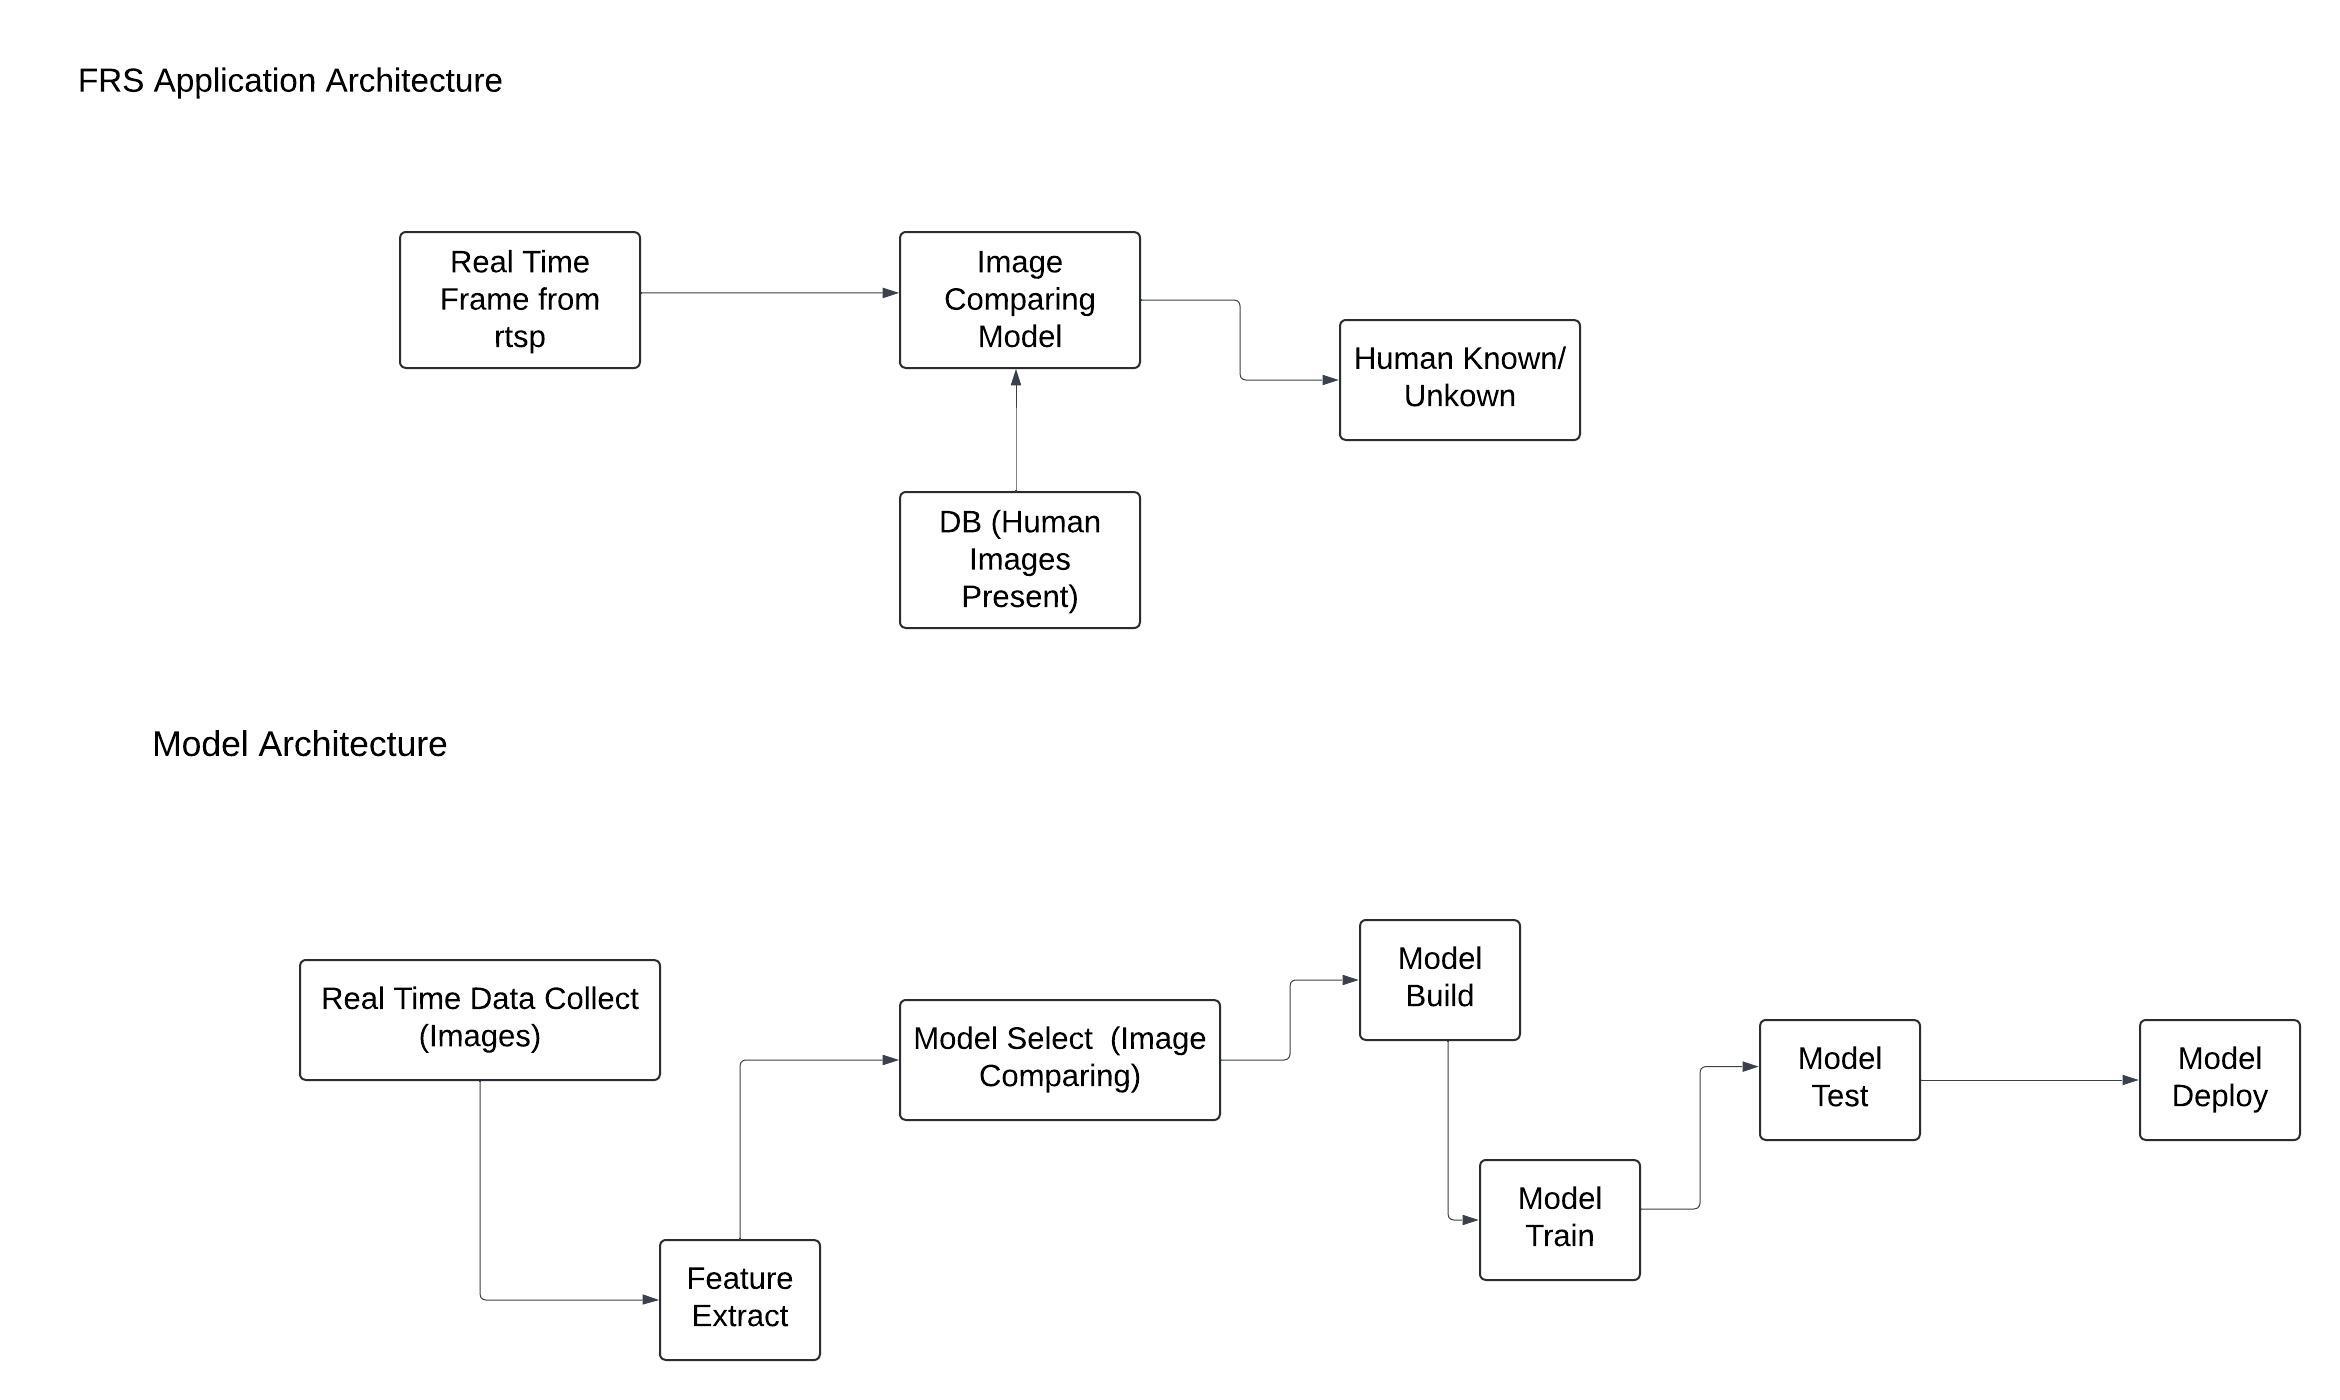 FRS Application Architecture
Real Time
Frame from
rtsp
Image
Comparing
Model
Human Known/
Unkown
DB (Human
Images
Present)
Model Architecture
Real Time Data Collect
(Images)
Feature
Extract
Model Select  (Image
Comparing)
Model
Build
Model
Train
Model
Test
Model
Deploy